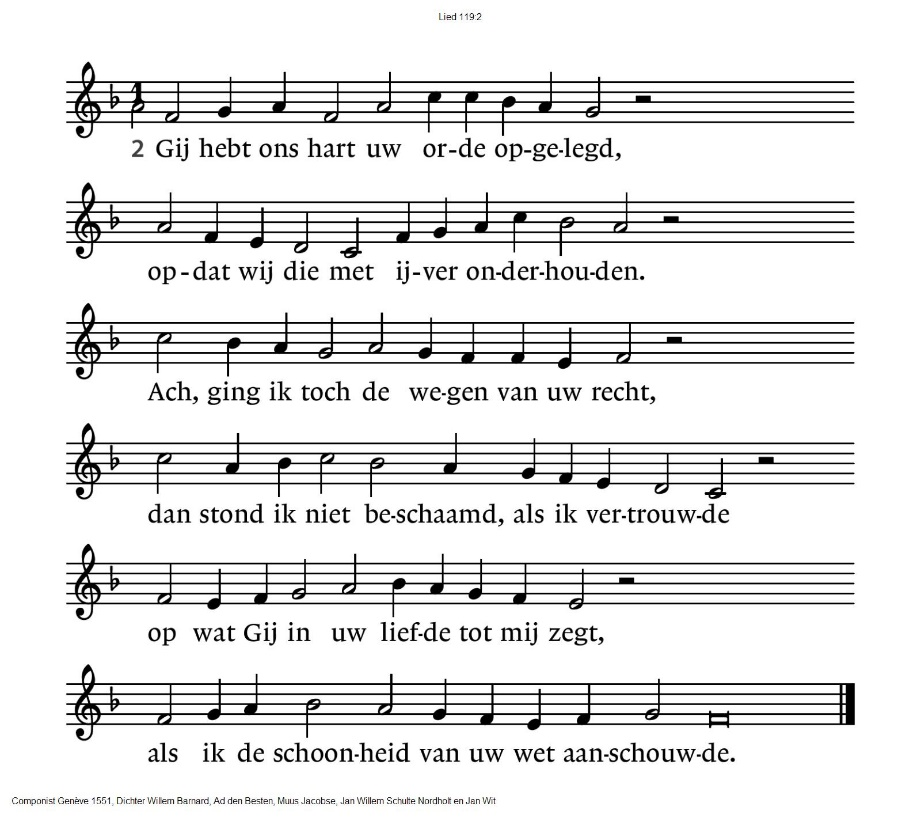 Lied 119:2
1
2 Gij hebt ons hart uw or-de op-ge-legd,
op-dat wij die met ij-ver on-der-hou-den.
Ach, ging ik toch de we-gen van uw recht,
dan stond ik niet be-schaamd, als ik ver-trouw-de
op wat Gij in uw lief-de tot mij zegt,
als ik de schoon-heid van uw wet aan-schouw-de.
Componist Genève 1551, Dichter Willem Barnard, Ad den Besten, Muus Jacobse, Jan Willem Schulte Nordholt en Jan Wit